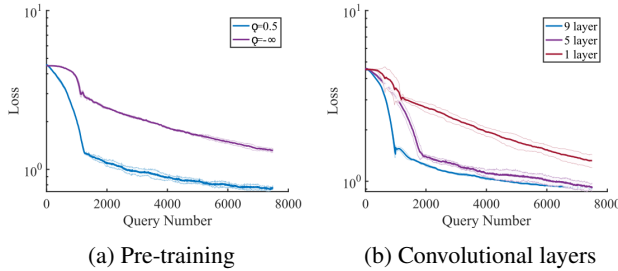 10¹
10⁰
Loss
0 2000 4000 6000 8000
Query Number
ϱ=0.5
ϱ=-∞
(a) Pre-training
10¹
10⁰
Loss
0 2000 4000 6000 8000
Query Number
9 layer
5 layer
1 layer
(b) Convolutional layers